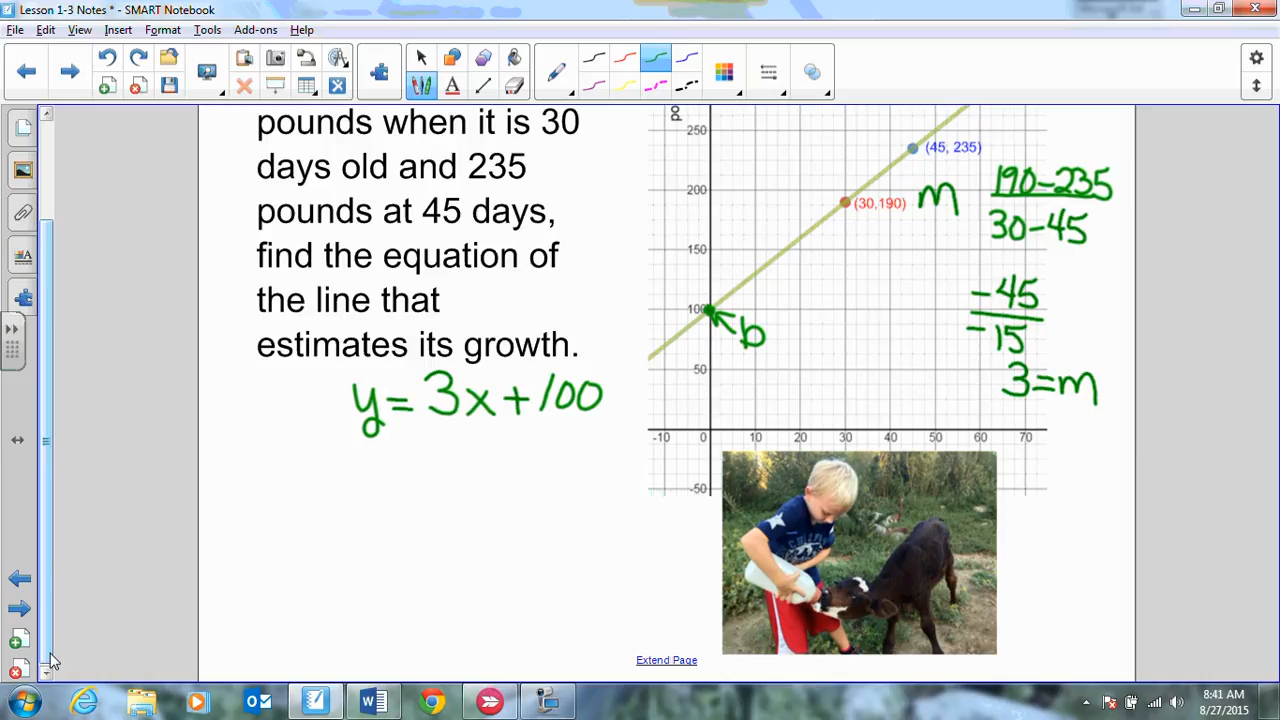 Lesson 1-3 Notes * - SMART Notebook
File Edit View Insert Format Tools Add-ons Help
pounds when it is 30
days old and 235
pounds at 45 days,
find the equation of
the line that
estimates its growth.
y = 3x + 100
po
250
200
150
100
50
-50
-10 0 10 20 30 40 50 60 70
(45, 235)
(30,190)
b
m
190-235
30-45
-45
-15
3=m
Extend Page
8:41 AM
8/27/2015